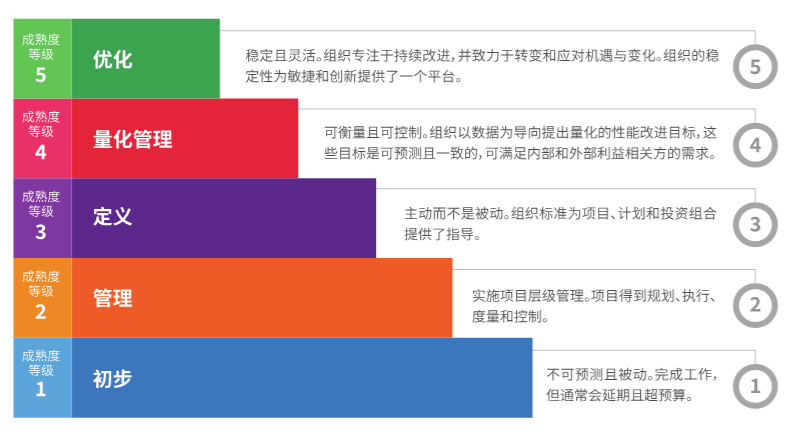 成熟度
等级
5
优化
稳定且灵活。组织专注于持续改进，并致力于转变和应对机遇与变化。组织的稳
定性为敏捷和创新提供了一个平台。
5
成熟度
等级
4
量化管理
可衡量且可控制。组织以数据为导向提出量化的性能改进目标，这
些目标是可预测且一致的，可满足内部和外部利益相关方的需求。
4
成熟度
等级
3
定义
主动而不是被动。组织标准为项目、计划和投资组合
提供了指导。
3
成熟度
等级
2
管理
实施项目层级管理。项目得到规划、执行、
度量和控制。
2
成熟度
等级
1
初步
不可预测且被动。完成工作，
但通常会延期且超预算。
1